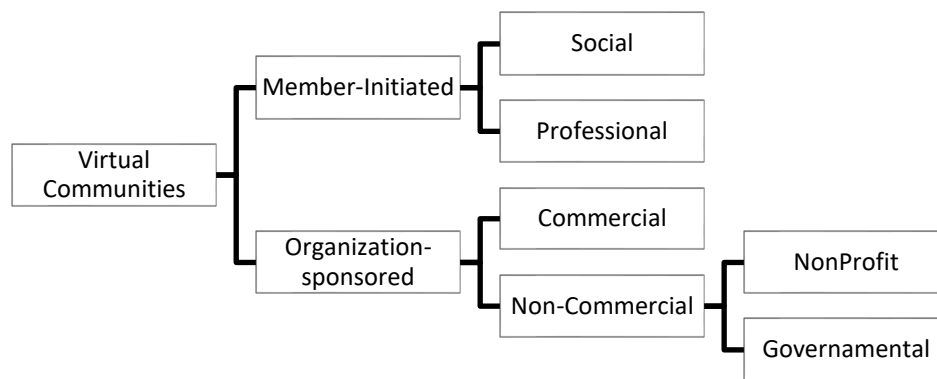 Social
Member-Initiated
Professional
Virtual
Communities
Commercial
Organization-
sponsored
NonProfit
Non-Commercial
Governamental